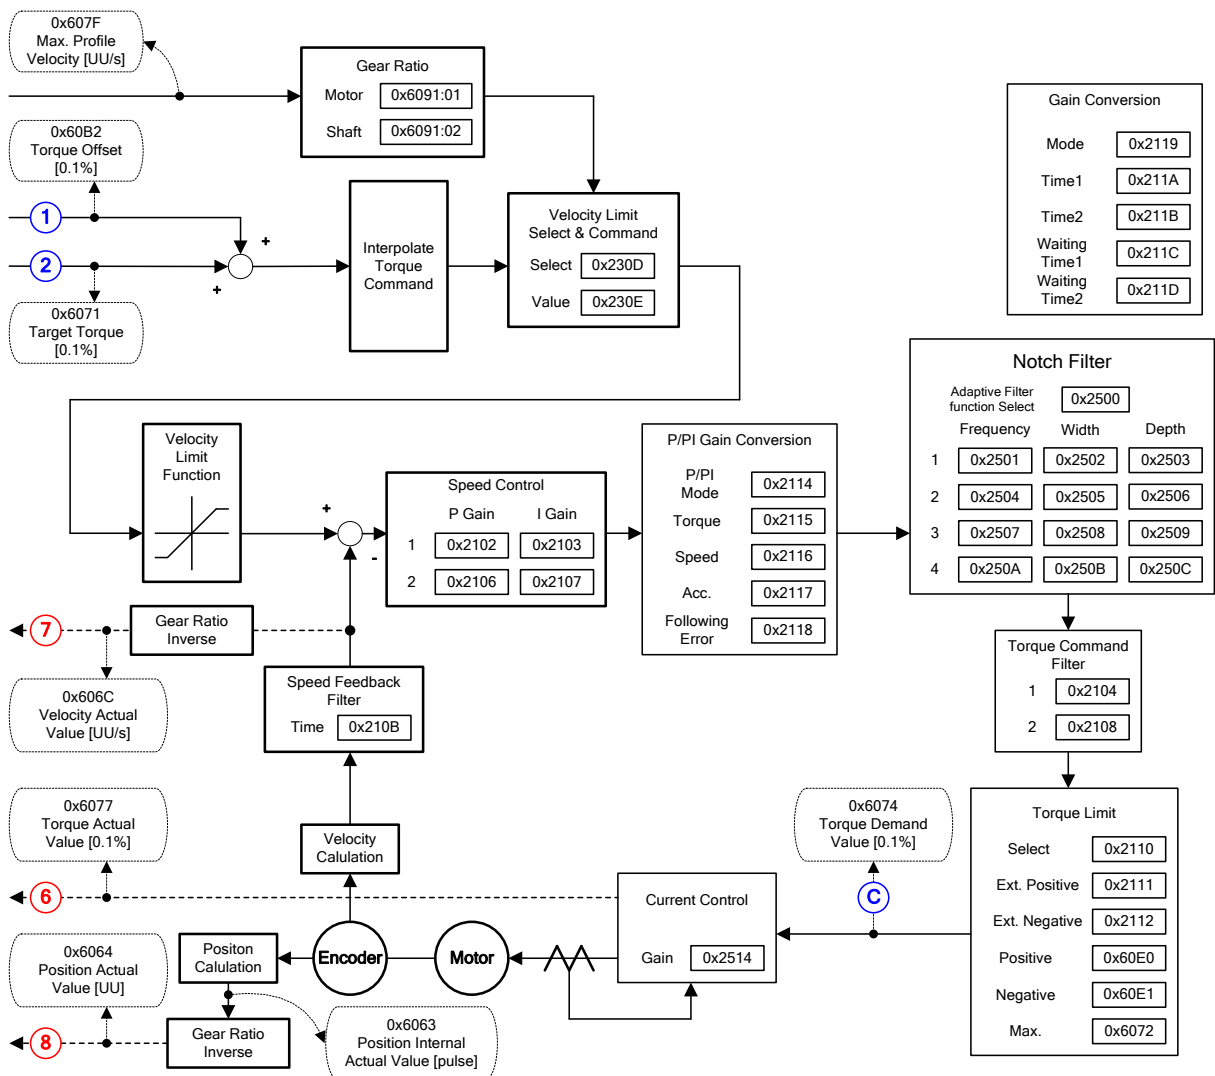 0x607F
Max. Profile
Velocity [UU/s]
Gear Ratio
Motor 0x6091:01
Shaft 0x6091:02
0x60B2
Torque Offset
[0.1%]
1
+
2
+
0x6071
Target Torque
[0.1%]
Interpolate
Torque
Command
Velocity Limit
Select & Command
Select 0x230D
Value 0x230E
Gain Conversion
Mode 0x2119
Time1 0x211A
Time2 0x211B
Waiting
Time1 0x211C
Waiting
Time2 0x211D
Velocity
Limit
Function
+
-
Speed Control
P Gain I Gain
1 0x2102 0x2103
2 0x2106 0x2107
P/PI Gain Conversion
P/PI
Mode 0x2114
Torque 0x2115
Speed 0x2116
Acc. 0x2117
Following
Error 0x2118
Notch Filter
Adaptive Filter
function Select 0x2500
Frequency Width Depth
1 0x2501 0x2502 0x2503
2 0x2504 0x2505 0x2506
3 0x2507 0x2508 0x2509
4 0x250A 0x250B 0x250C
7
Gear Ratio
Inverse
0x606C
Velocity Actual
Value [UU/s]
Speed Feedback
Filter
Time 0x210B
Torque Command
Filter
1 0x2104
2 0x2108
0x6077
Torque Actual
Value [0.1%]
6
Velocity
Calulation
0x6074
Torque Demand
Value [0.1%]
C
Torque Limit
Select 0x2110
Ext. Positive 0x2111
Ext. Negative 0x2112
Positive 0x60E0
Negative 0x60E1
Max. 0x6072
Current Control
Gain 0x2514
Motor
Encoder
Positon
Calulation
0x6064
Position Actual
Value [UU]
8
Gear Ratio
Inverse
0x6063
Position Internal
Actual Value [pulse]